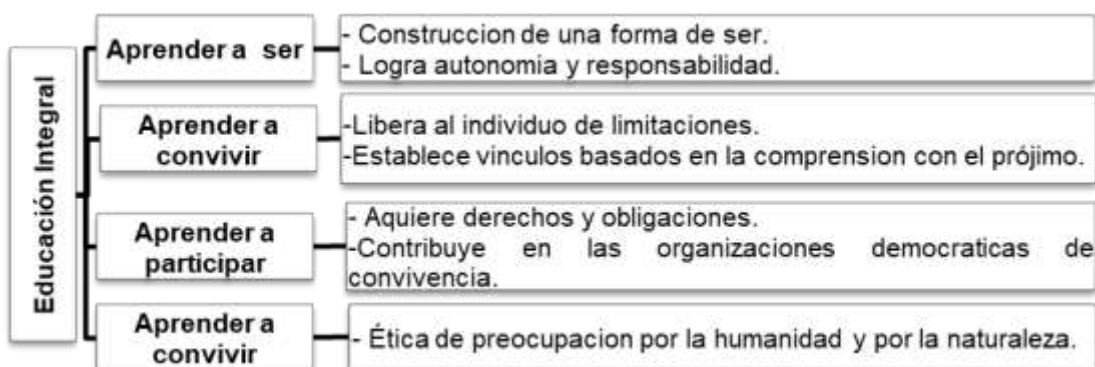 Educación Integral
Aprender a ser
- Construccion de una forma de ser.
- Logra autonomia y responsabilidad.
Aprender a
convivir
-Libera al individuo de limitaciones.
-Establece vinculos basados en la comprension con el prójimo.
Aprender a
participar
- Aquiere derechos y obligaciones.
-Contribuye en las organizaciones democraticas de
convivencia.
Aprender a
convivir
- Ética de preocupacion por la humanidad y por la naturaleza.